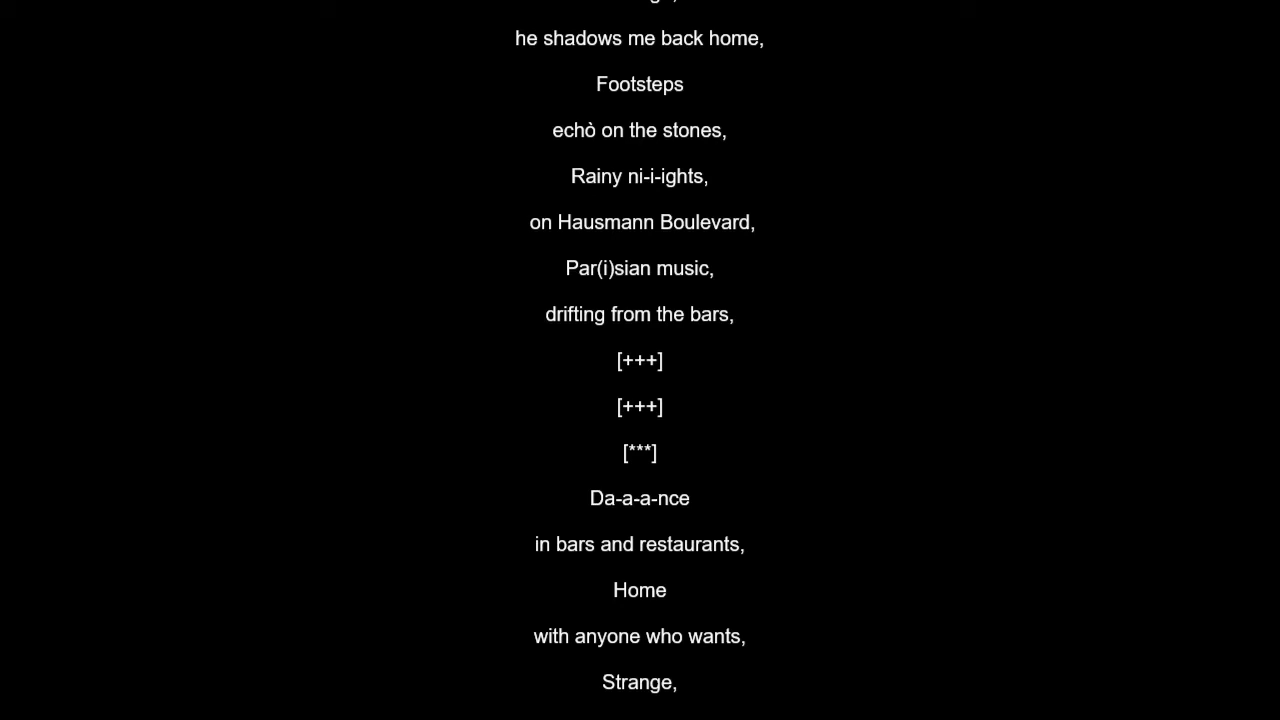 he shadows me back home,
Footsteps
echò on the stones,
Rainy ni-i-ights,
on Hausmann Boulevard,
Par(i)sian music,
drifting from the bars,
[+++]
[+++]
[***]
Da-a-a-nce
in bars and restaurants,
Home
with anyone who wants,
Strange,